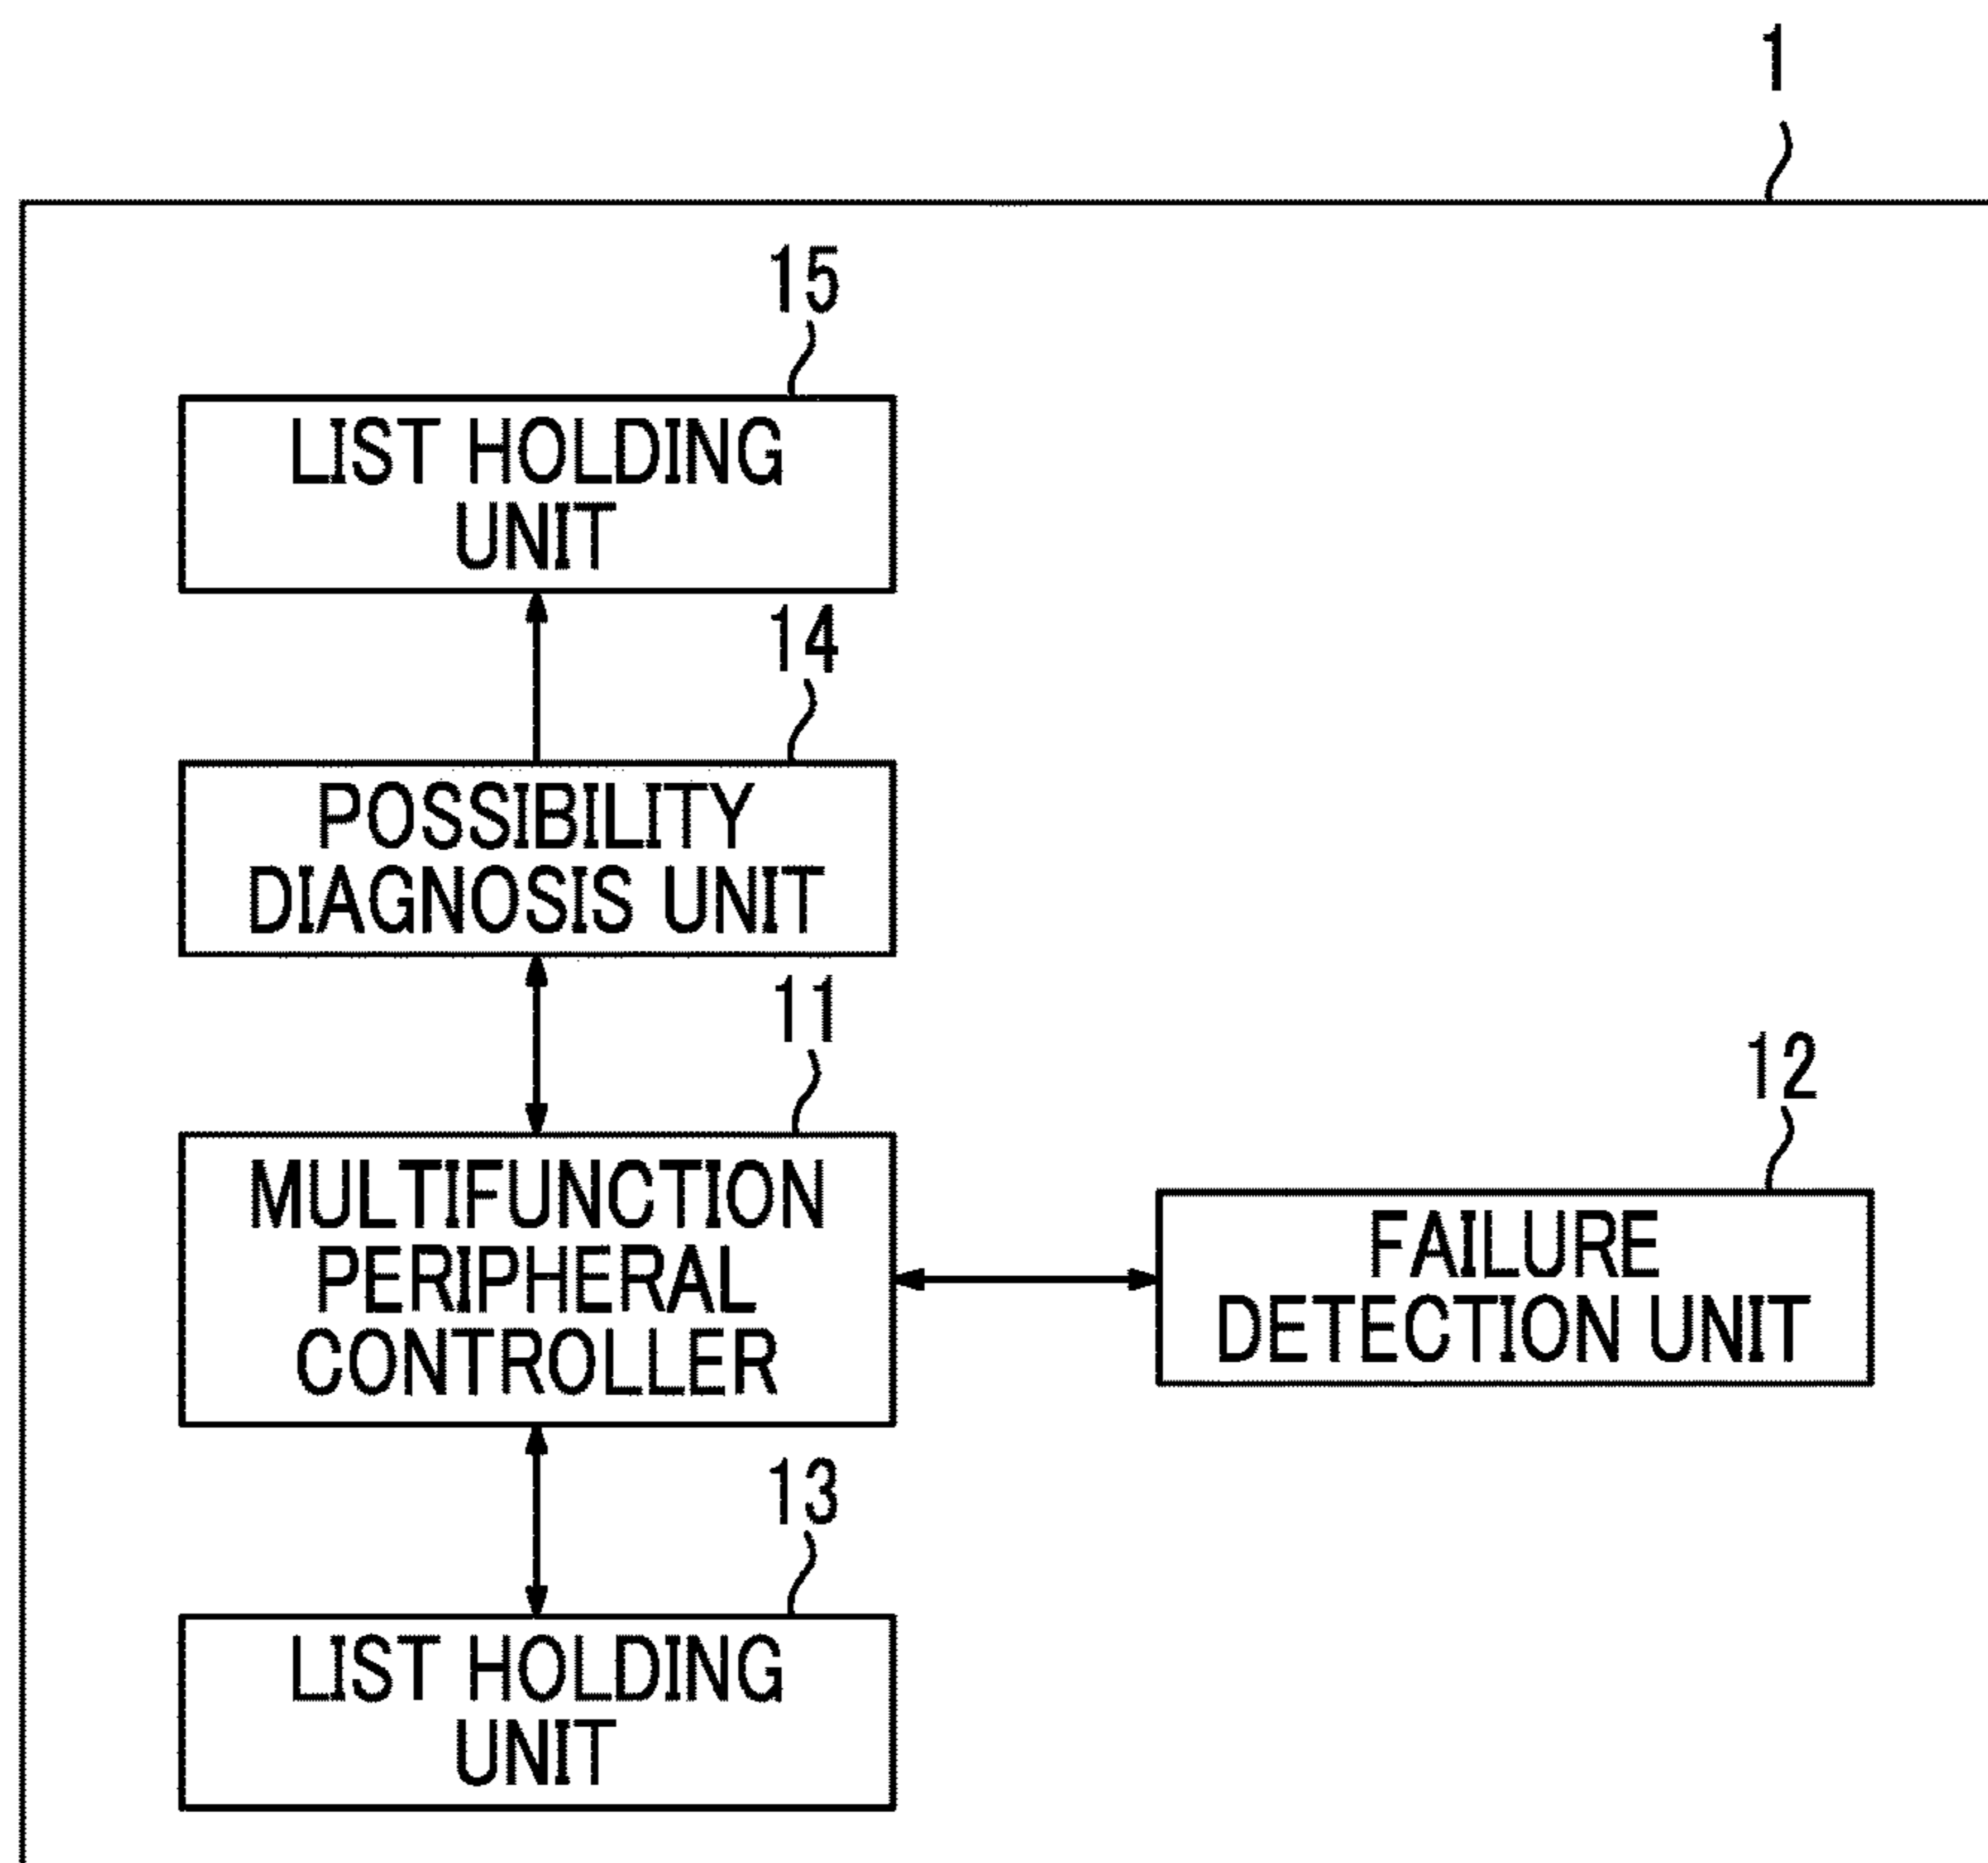 1
15
LIST HOLDING
UNIT
14
POSSIBILITY
DIAGNOSIS UNIT
11
MULTIFUNCTION
PERIPHERAL
CONTROLLER
12
FAILURE
DETECTION UNIT
13
LIST HOLDING
UNIT